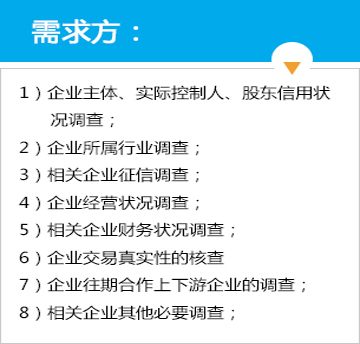 需求方：
1）企业主体、实际控制人、股东信用状
况调查；
2）企业所属行业调查；
3）相关企业征信调查；
4）企业经营状况调查；
5）相关企业财务状况调查；
6）企业交易真实性的核查
7）企业往期合作上下游企业的调查；
8）相关企业其他必要调查；